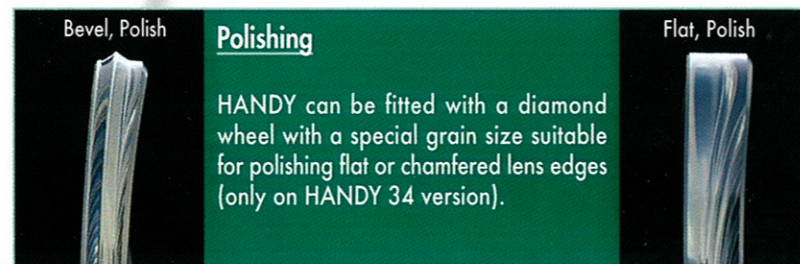 Bevel, Polish
Polishing
HANDY can be fitted with a diamond
wheel with a special grain size suitable
for polishing flat or chamfered lens edges
(only on HANDY 34 version).
Flat, Polish